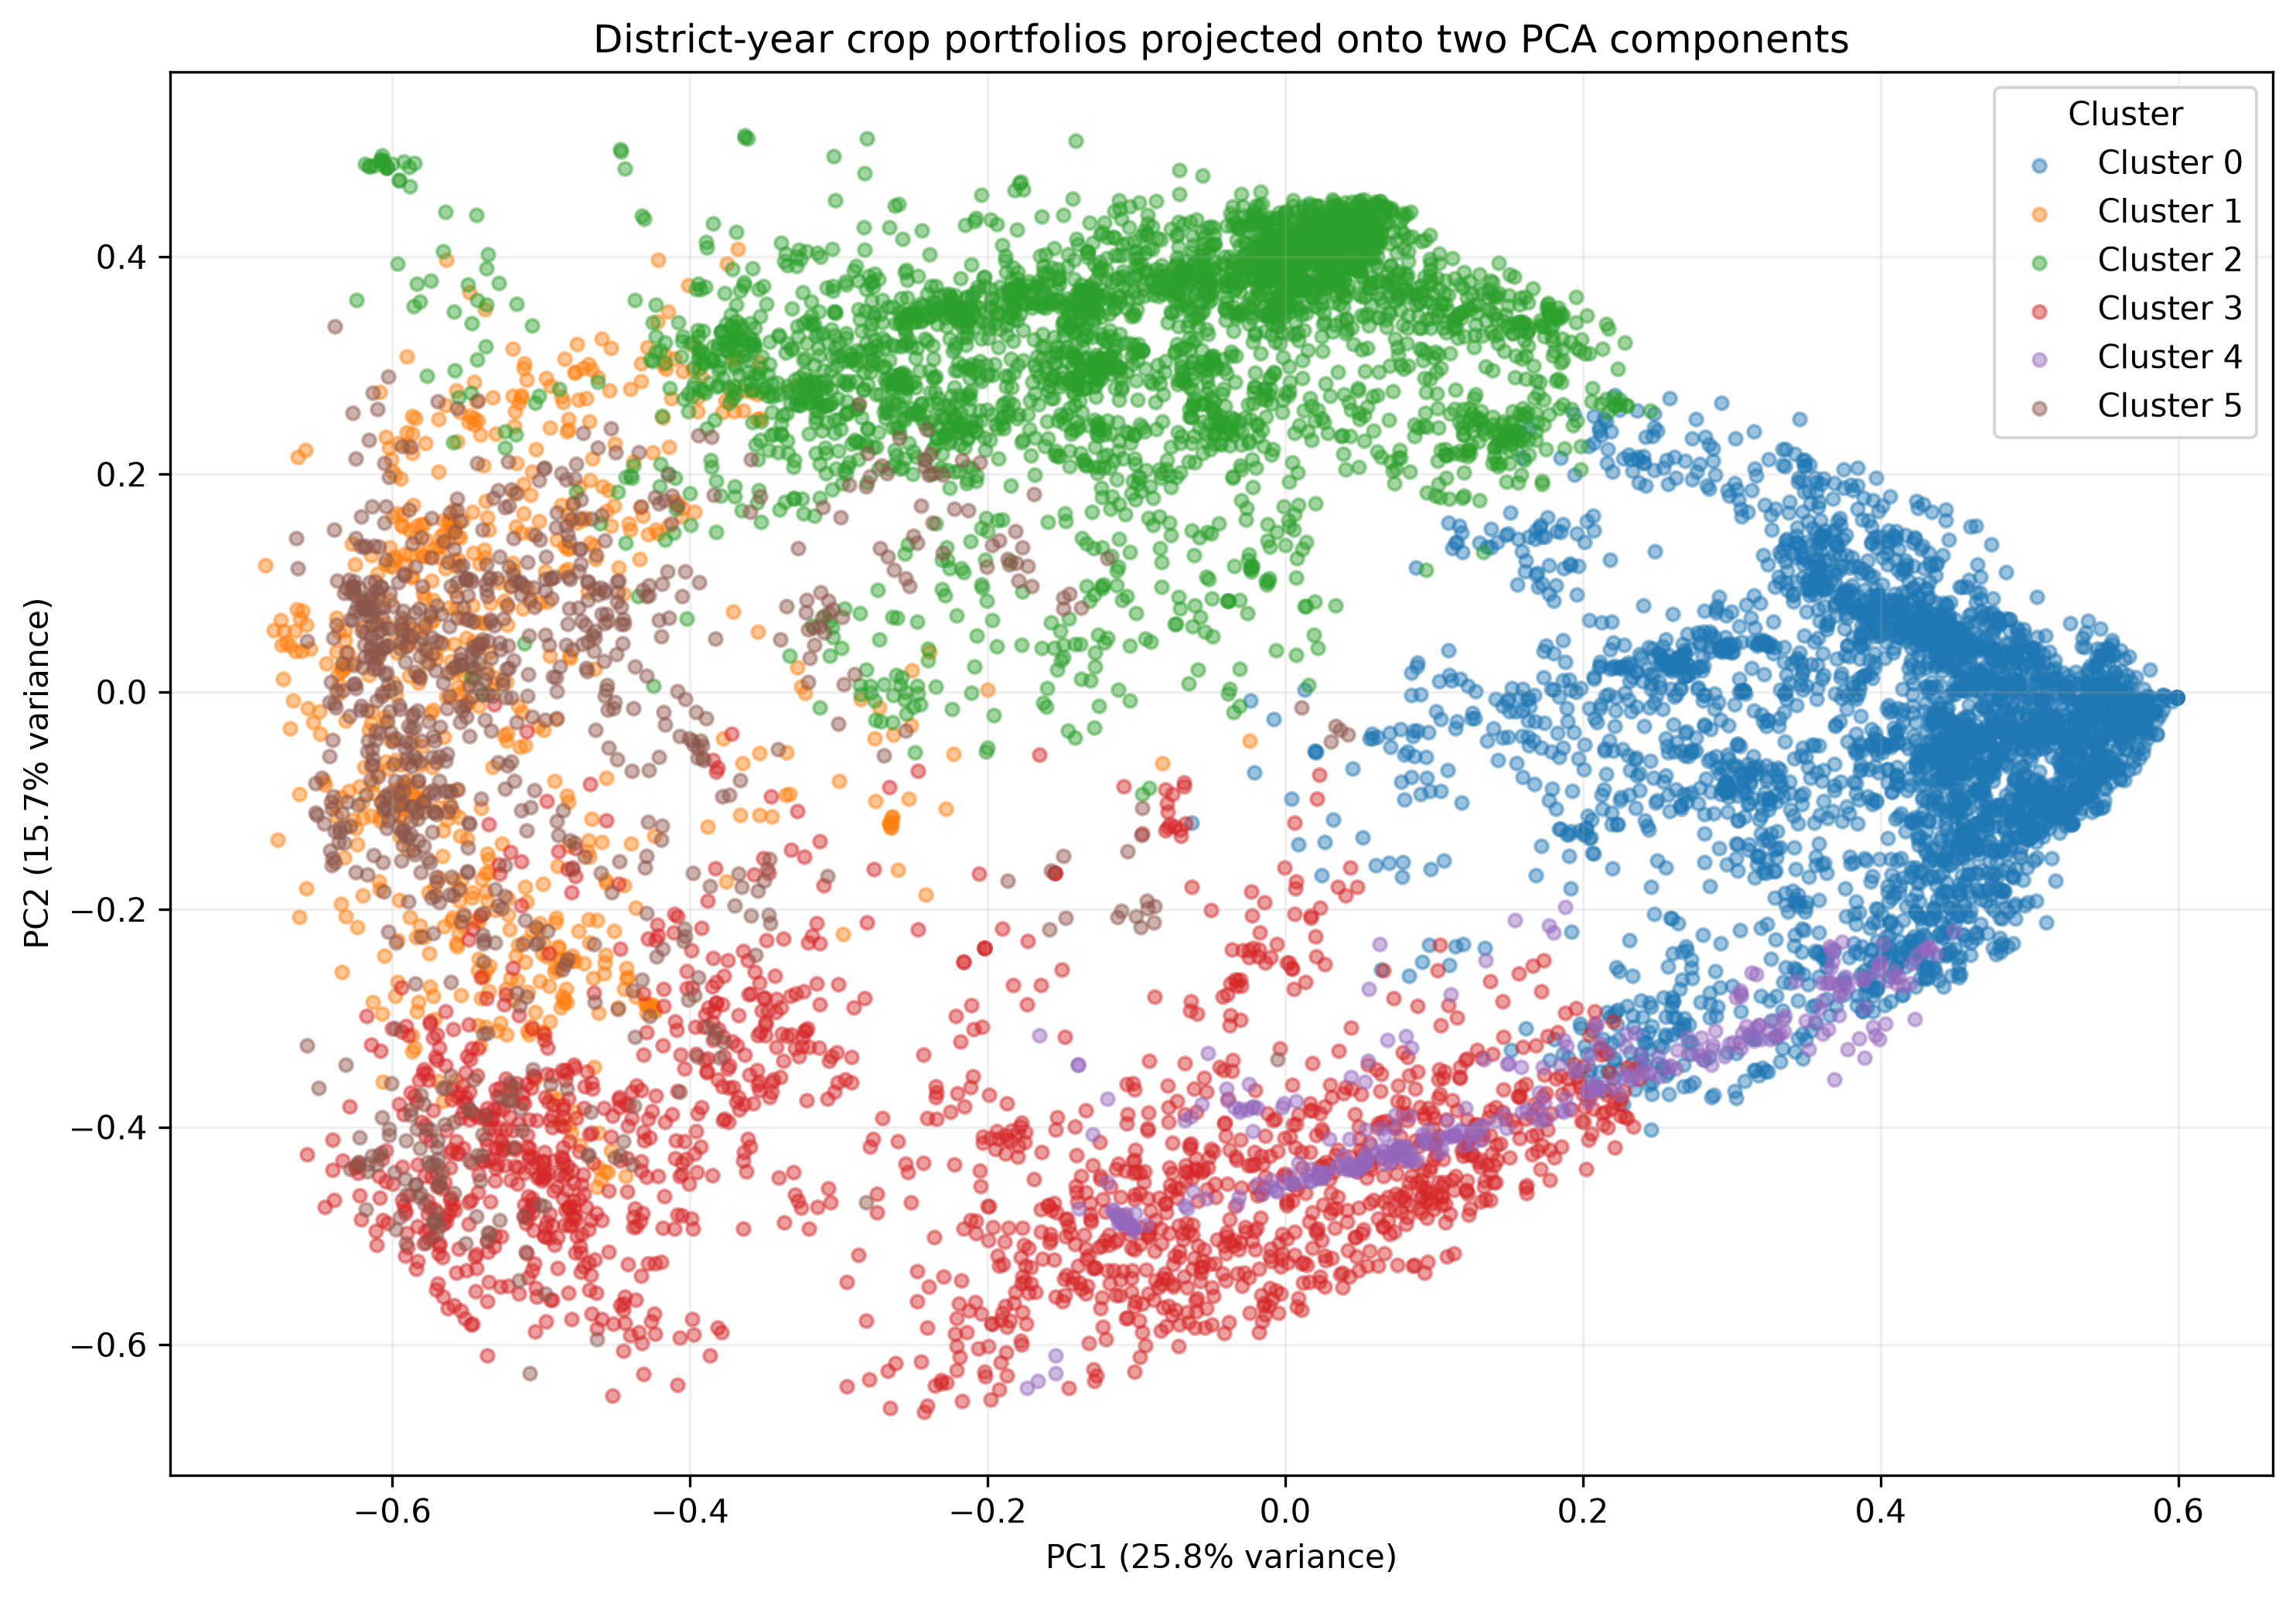 District-year crop portfolios projected onto two PCA components
Cluster
Cluster 0
Cluster 1
Cluster 2
Cluster 3
Cluster 4
Cluster 5
PC2 (15.7% variance)
0.4
0.2
0.0
−0.2
−0.4
−0.6
−0.6 −0.4 −0.2 0.0 0.2 0.4 0.6
PC1 (25.8% variance)